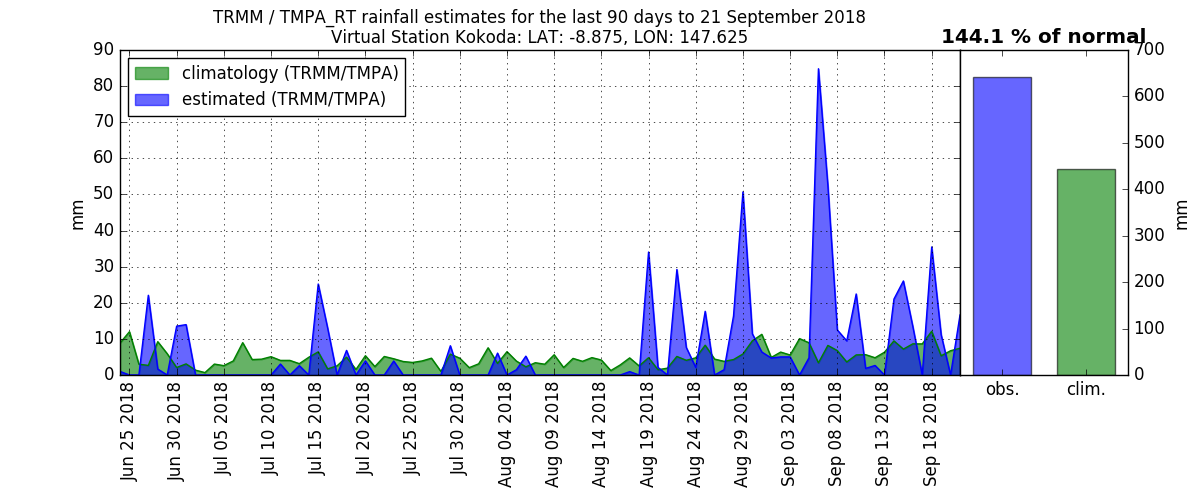 TRMM / TMPA_RT rainfall estimates for the last 90 days to 21 September 2018
Virtual Station Kokoda: LAT: -8.875, LON: 147.625
144.1 % of normal
climatology (TRMM/TMPA)
estimated (TRMM/TMPA)
mm
90
80
70
60
50
40
30
20
10
0
Jun 25 2018
Jun 30 2018
Jul 05 2018
Jul 10 2018
Jul 15 2018
Jul 20 2018
Jul 25 2018
Jul 30 2018
Aug 04 2018
Aug 09 2018
Aug 14 2018
Aug 19 2018
Aug 24 2018
Aug 29 2018
Sep 03 2018
Sep 08 2018
Sep 13 2018
Sep 18 2018
obs.
clim.
700
600
500
400
300
200
100
0
mm